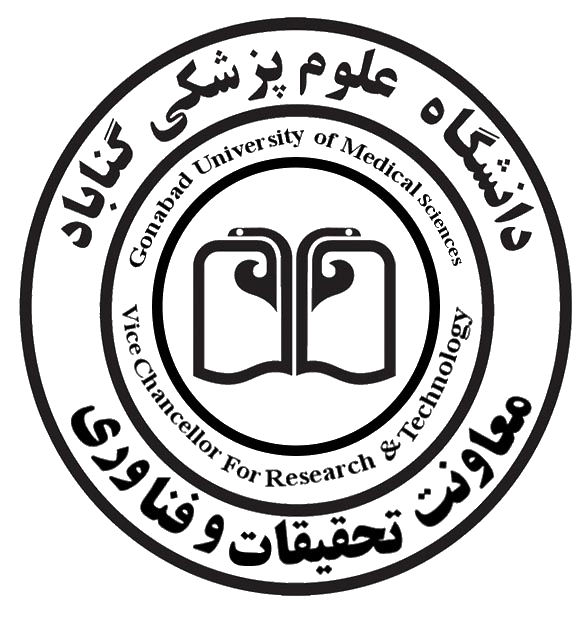 دانشگاه علوم پزشکی گناباد
Gonabad University of Medical Sciences
Vice Chancellor For Research & Technology
معاونت تحقیقات و فناوری